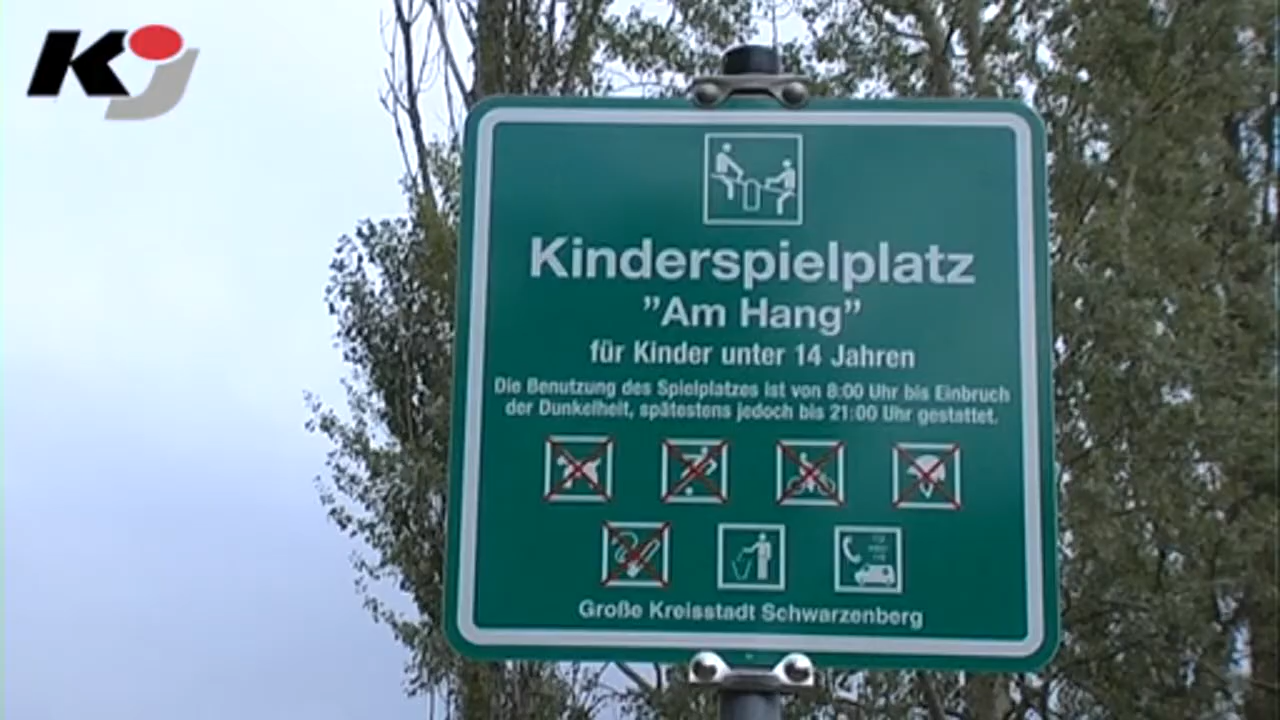 KJ
Kinderspielplatz
”Am Hang”
für Kinder unter 14 Jahren
Die Benutzung des Spielplatzes ist von 8:00 Uhr bis Einbruch
der Dunkelheit, spätestens jedoch bis 21:00 Uhr gestattet.
Große Kreisstadt Schwarzenberg